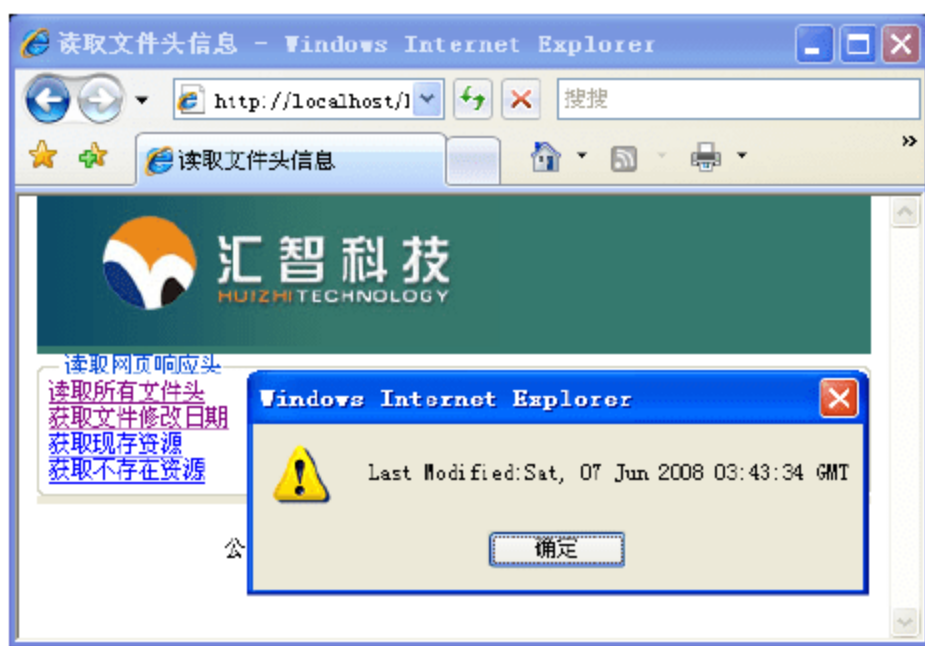 读取文件头信息 - Windows Internet Explorer
http://localhost/l
搜搜
读取文件头信息
»
汇智科技
HUIZHITECHNOLOGY
读取网页响应头
读取所有文件头
获取文件修改日期
获取现存资源
获取不存在资源
Windows Internet Explorer
Last Modified:Sat, 07 Jun 2008 03:43:34 GMT
确定
公